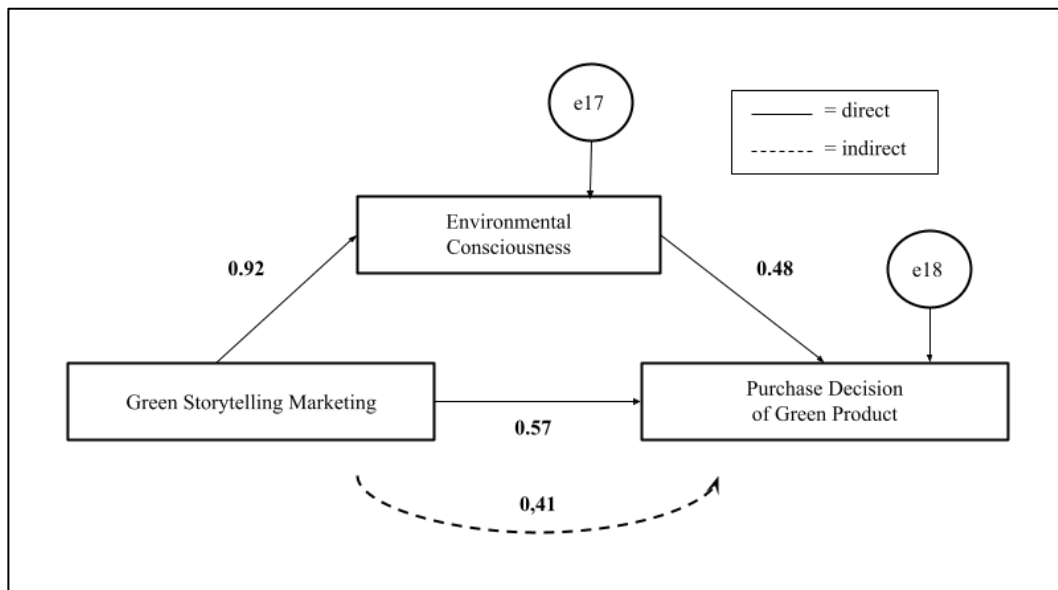 e17
= direct
= indirect
Environmental
Consciousness
0.92
0.48
e18
Green Storytelling Marketing
Purchase Decision
of Green Product
0.57
0,41